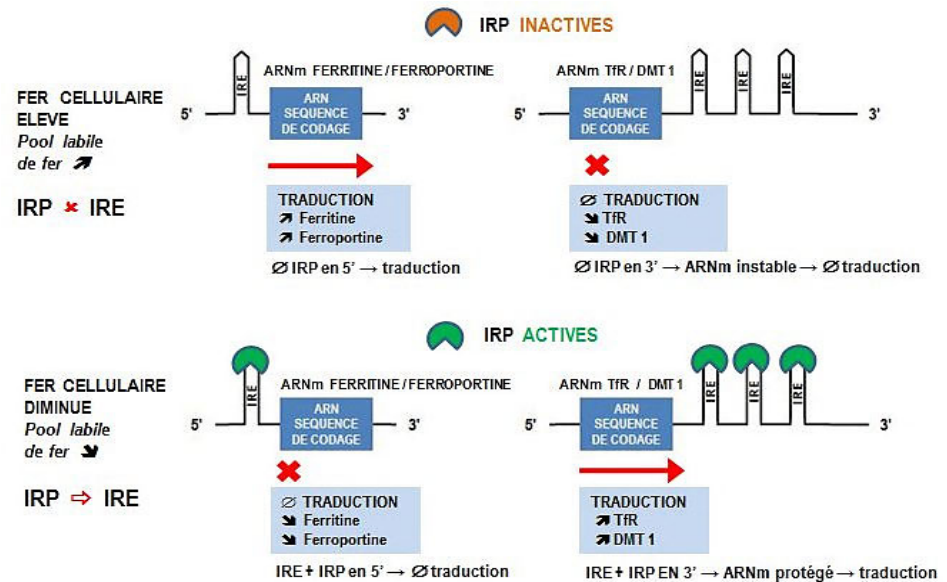 IRP INACTIVES
FER CELLULAIRE
ELEVE
Pool labile
de fer ↗
IRP × IRE
ARNm FERRITINE/FERROPORTINE
IRE
5'
ARN
SEQUENCE
DE CODAGE
3'
TRADUCTION
↗ Ferritine
↗ Ferroportine
∅ IRP en 5' → traduction
ARNm TfR / DMT 1
5'
ARN
SEQUENCE
DE CODAGE
IRE
IRE
IRE
3'
∅ TRADUCTION
↘ TfR
↘ DMT 1
∅ IRP en 3' → ARNm instable → ∅ traduction
IRP ACTIVES
FER CELLULAIRE
DIMINUE
Pool labile
de fer ↘
IRP ⇨ IRE
ARNm FERRITINE/FERROPORTINE
IRE
5'
ARN
SEQUENCE
DE CODAGE
3'
∅ TRADUCTION
↘ Ferritine
↘ Ferroportine
IRE + IRP en 5' → ∅ traduction
ARNm TfR / DMT 1
5'
ARN
SEQUENCE
DE CODAGE
IRE
IRE
IRE
3'
TRADUCTION
↗ TfR
↗ DMT 1
IRE + IRP EN 3' → ARNm protégé → traduction